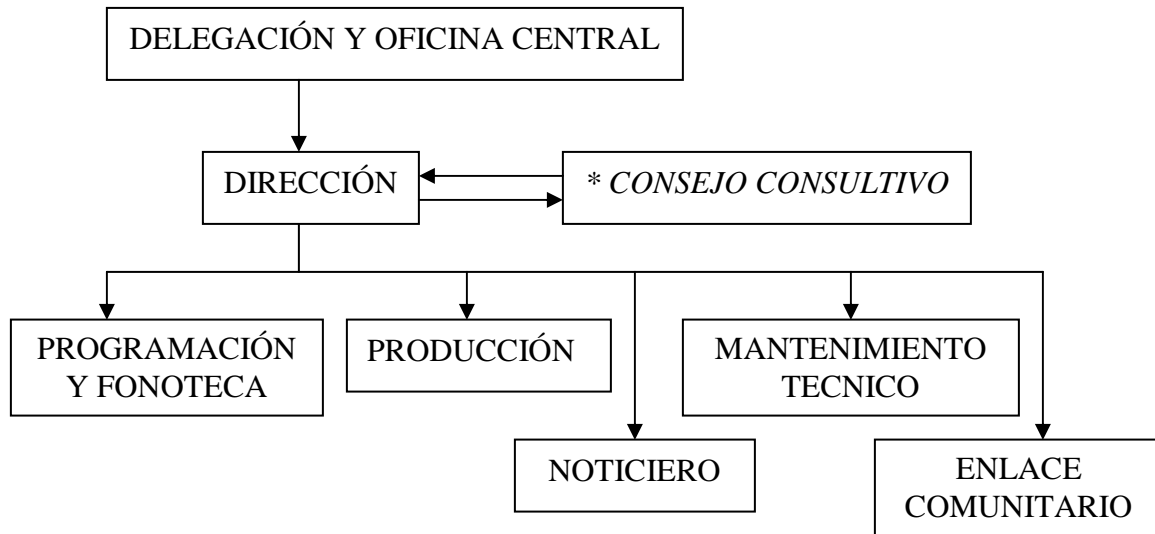 DELEGACIÓN Y OFICINA CENTRAL
DIRECCIÓN
* CONSEJO CONSULTIVO
PROGRAMACIÓN
Y FONOTECA
PRODUCCIÓN
MANTENIMIENTO
TECNICO
NOTICIERO
ENLACE
COMUNITARIO